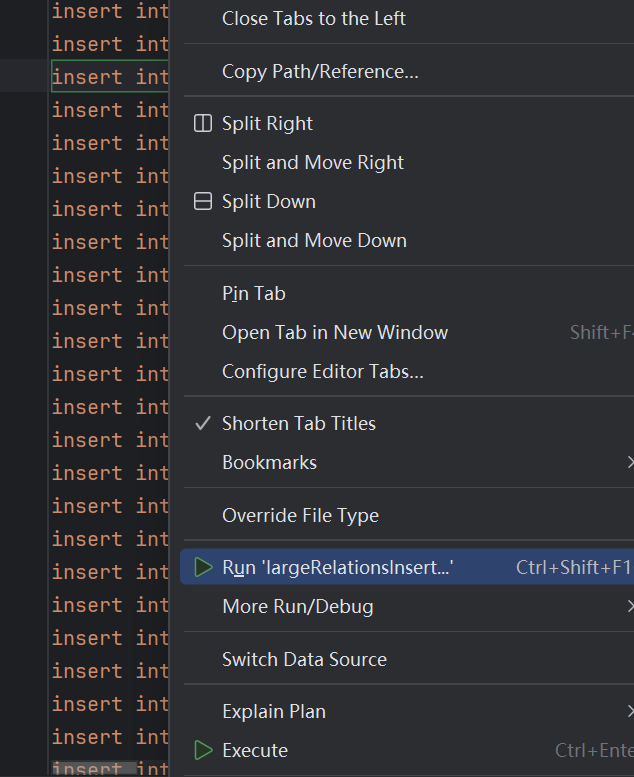 insert int
Close Tabs to the Left
insert int
insert int
Copy Path/Reference...
insert int
Split Right
insert int
Split and Move Right
insert int
Split Down
insert int
Split and Move Down
insert int
insert int
Pin Tab
insert int
Open Tab in New Window Shift+F4
insert int
Configure Editor Tabs...
insert int
Shorten Tab Titles
insert int
Bookmarks
insert int
insert int
Override File Type
insert int
insert int
Run 'largeRelationsInsert...' Ctrl+Shift+F1
insert int
More Run/Debug
insert int
insert int
Switch Data Source
insert int
insert int
Explain Plan
insert int
Execute Ctrl+Ente
insert int